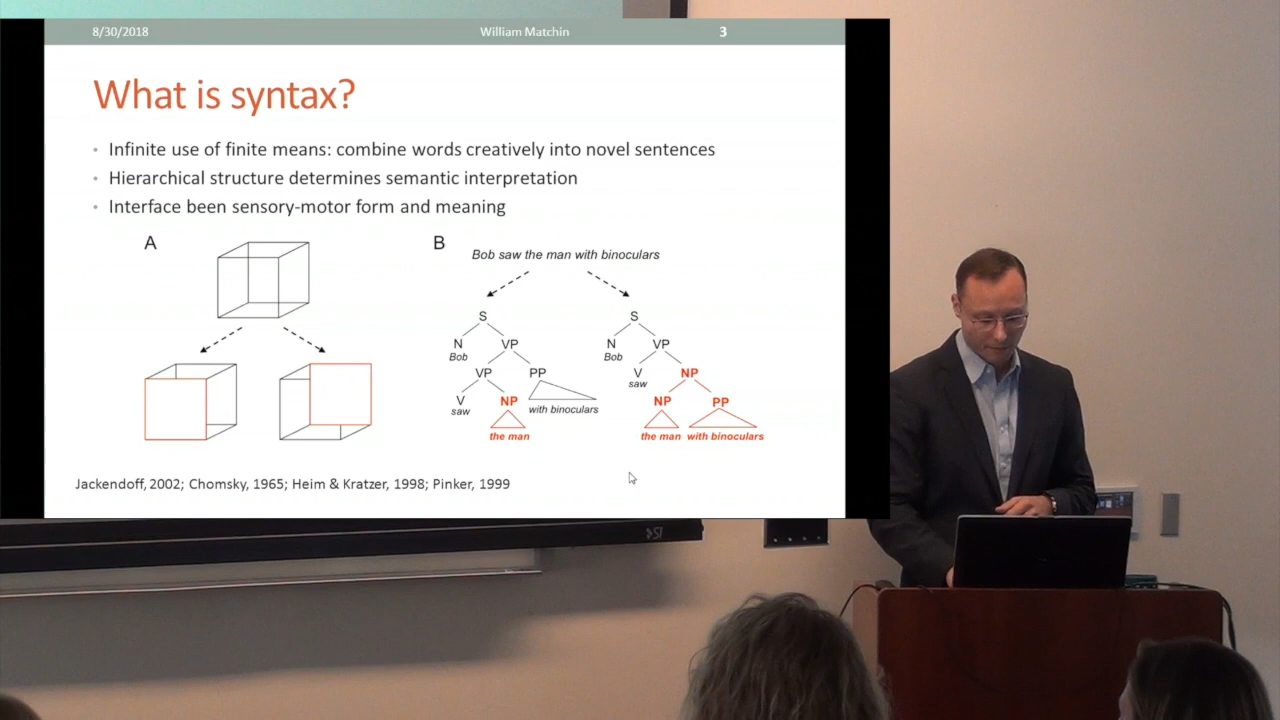 8/30/2018 William Matchin 3
What is syntax?
• Infinite use of finite means: combine words creatively into novel sentences
• Hierarchical structure determines semantic interpretation
• Interface been sensory-motor form and meaning
A B
Bob saw the man with binoculars
S S
N VP N VP
Bob Bob
VP PP V NP
saw
V NP NP PP
saw with binoculars
the man the man with binoculars
Jackendoff, 2002; Chomsky, 1965; Heim & Kratzer, 1998; Pinker, 1999